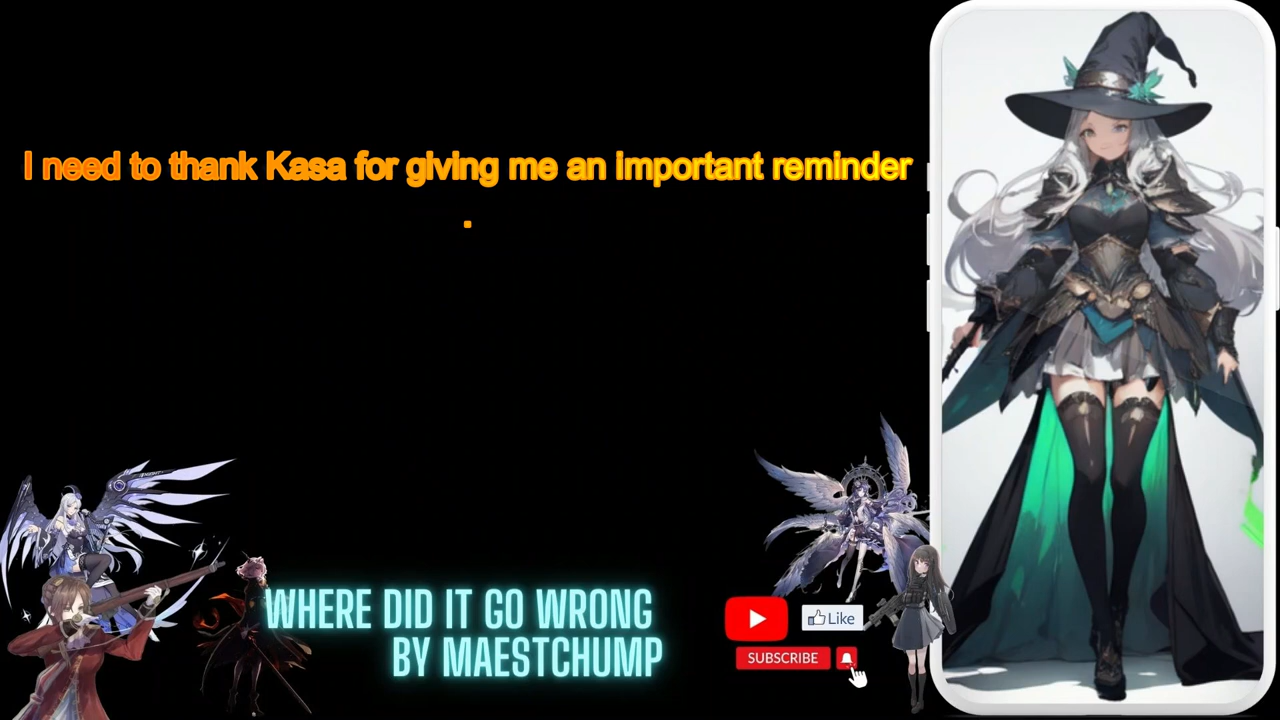 I need to thank Kasa for giving me an important reminder
.
WHERE DID IT GO WRONG
BY MAESTCHUMP
Like
SUBSCRIBE